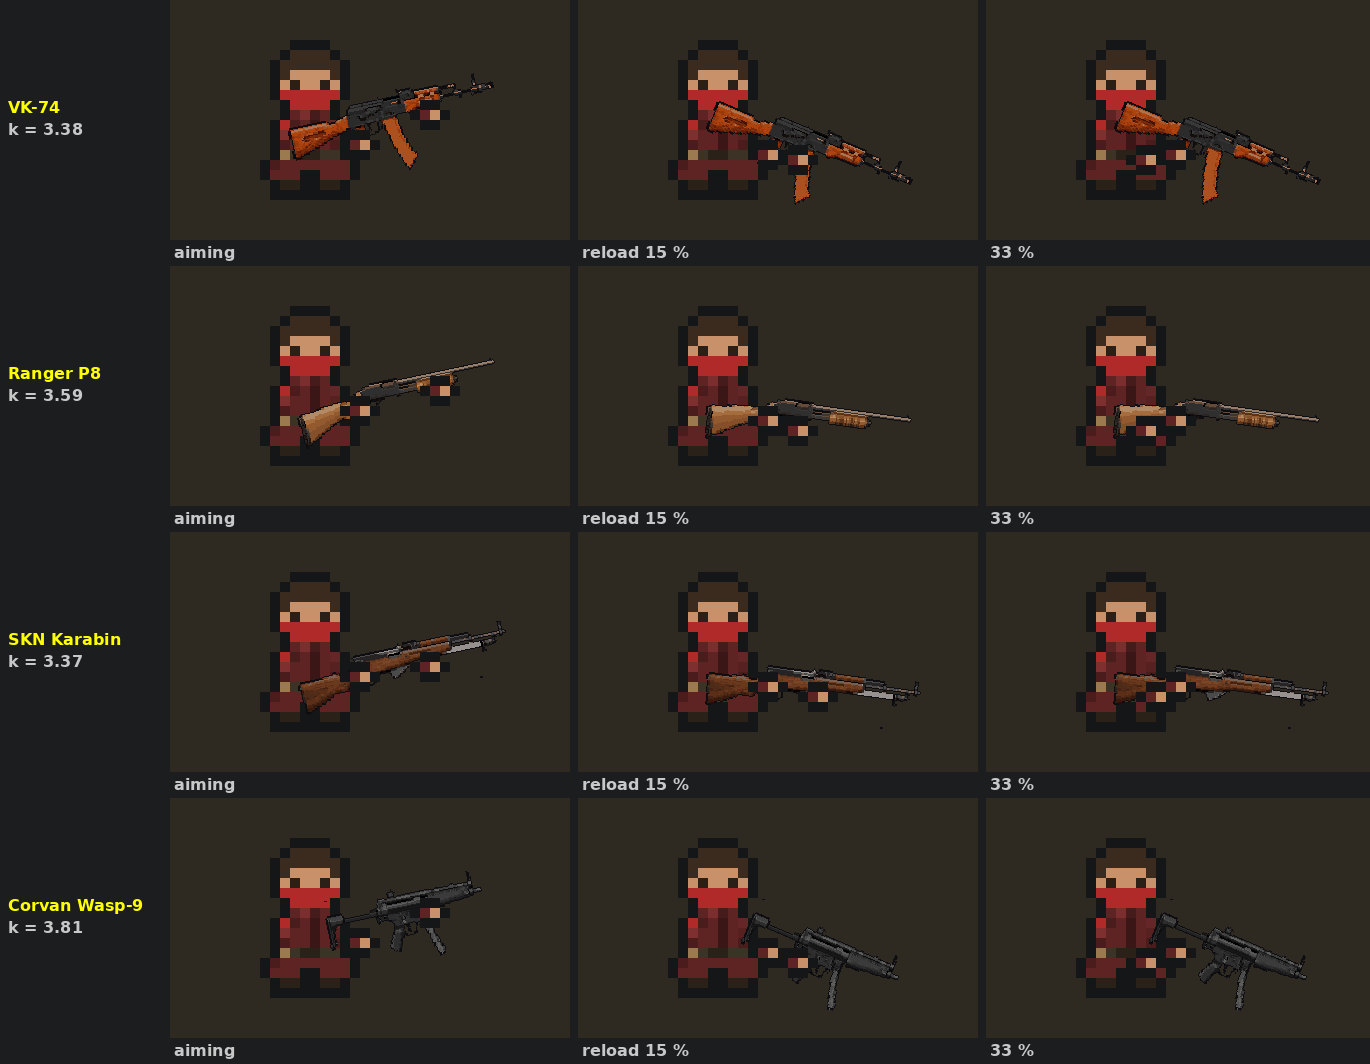 VK-74
k = 3.38
aiming
reload 15 %
33 %
Ranger P8
k = 3.59
aiming
reload 15 %
33 %
SKN Karabin
k = 3.37
aiming
reload 15 %
33 %
Corvan Wasp-9
k = 3.81
aiming
reload 15 %
33 %